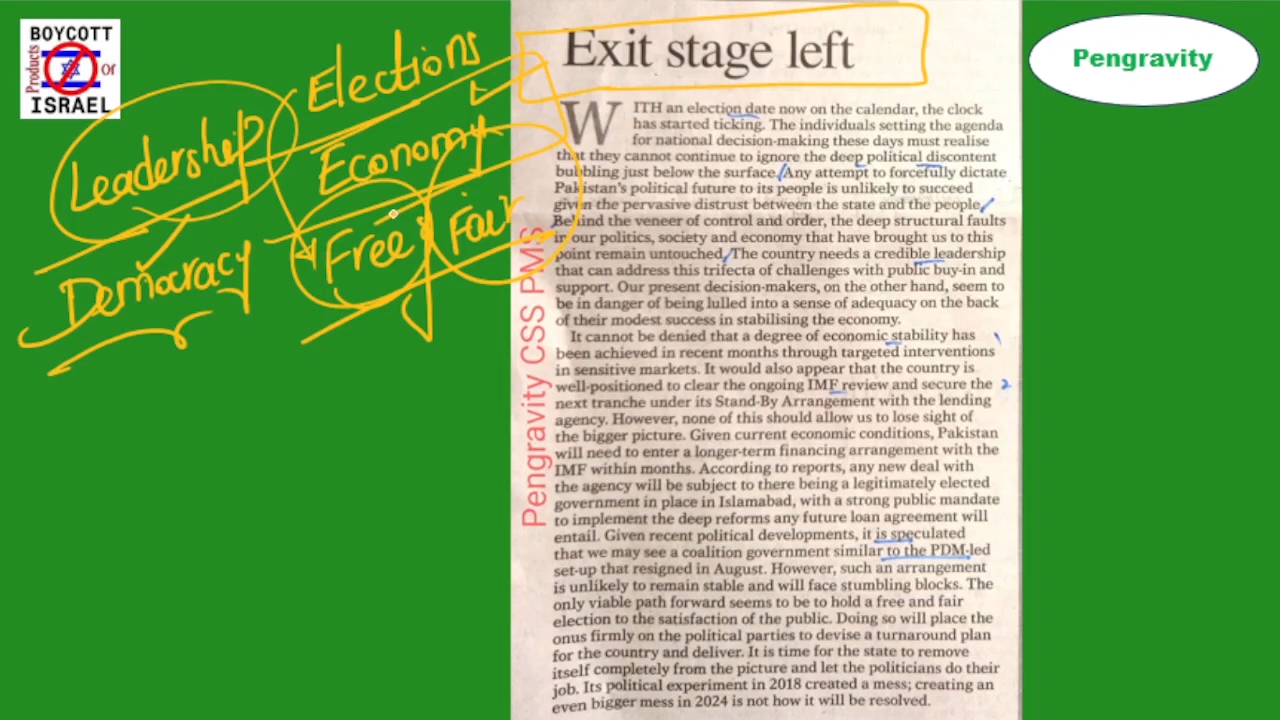 BOYCOTT
Products
or
ISRAEL
Elections
Leadership
Economy
Free & Fair
Democracy
Pengravity
Pengravity CSS PMS
Exit stage left
WITH an election date now on the calendar, the clock
has started ticking. The individuals setting the agenda
for national decision-making these days must realise
that they cannot continue to ignore the deep political discontent
bubbling just below the surface. Any attempt to forcefully dictate
Pakistan's political future to its people is unlikely to succeed
given the pervasive distrust between the state and the people.
Behind the veneer of control and order, the deep structural faults
in our politics, society and economy that have brought us to this
point remain untouched. The country needs a credible leadership
that can address this trifecta of challenges with public buy-in and
support. Our present decision-makers, on the other hand, seem to
be in danger of being lulled into a sense of adequacy on the back
of their modest success in stabilising the economy.
It cannot be denied that a degree of economic stability has
been achieved in recent months through targeted interventions
in sensitive markets. It would also appear that the country is
well-positioned to clear the ongoing IMF review and secure the 2
next tranche under its Stand-By Arrangement with the lending
agency. However, none of this should allow us to lose sight of
the bigger picture. Given current economic conditions, Pakistan
will need to enter a longer-term financing arrangement with the
IMF within months. According to reports, any new deal with
the agency will be subject to there being a legitimately elected
government in place in Islamabad, with a strong public mandate
to implement the deep reforms any future loan agreement will
entail. Given recent political developments, it is speculated
that we may see a coalition government similar to the PDM-led
set-up that resigned in August. However, such an arrangement
is unlikely to remain stable and will face stumbling blocks. The
only viable path forward seems to be to hold a free and fair
election to the satisfaction of the public. Doing so will place the
onus firmly on the political parties to devise a turnaround plan
for the country and deliver. It is time for the state to remove
itself completely from the picture and let the politicians do their
job. Its political experiment in 2018 created a mess; creating an
even bigger mess in 2024 is not how it will be resolved.